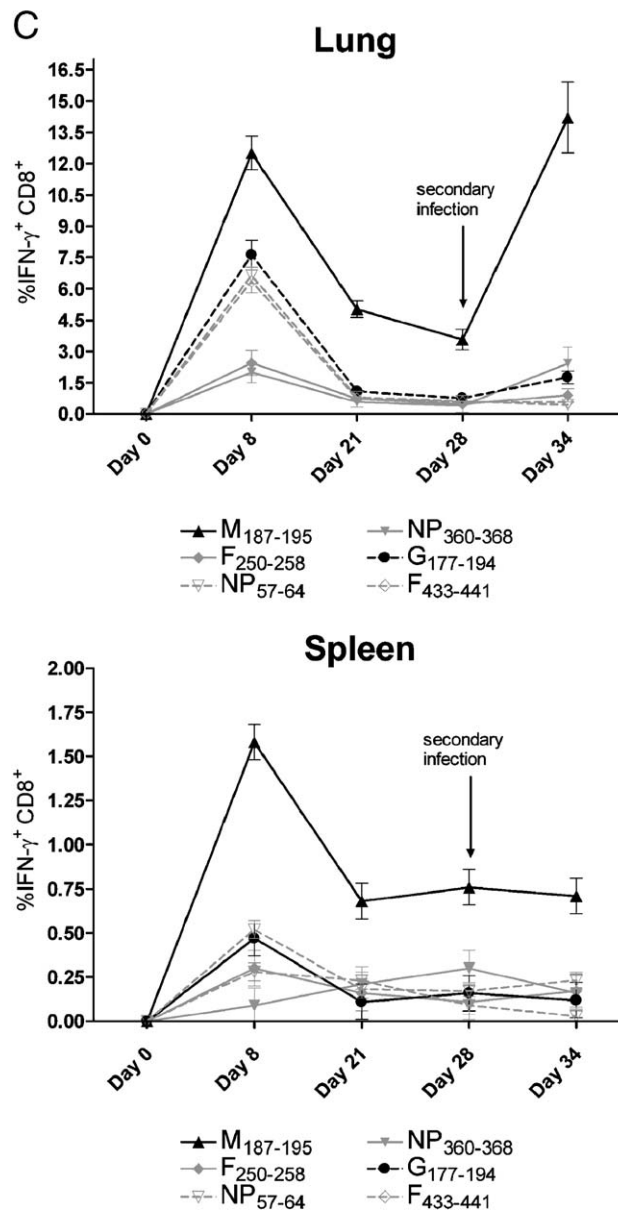 C
Lung
16.5
15.0
13.5
12.0
10.5
9.0
7.5
6.0
4.5
3.0
1.5
0.0
%IFN-γ+ CD8+
secondary
infection
Day 0 Day 8 Day 21 Day 28 Day 34
M187-195 NP360-368
F250-258 G177-194
NP57-64 F433-441
Spleen
2.00
1.75
1.50
1.25
1.00
0.75
0.50
0.25
0.00
%IFN-γ+ CD8+
secondary
infection
Day 0 Day 8 Day 21 Day 28 Day 34
M187-195 NP360-368
F250-258 G177-194
NP57-64 F433-441